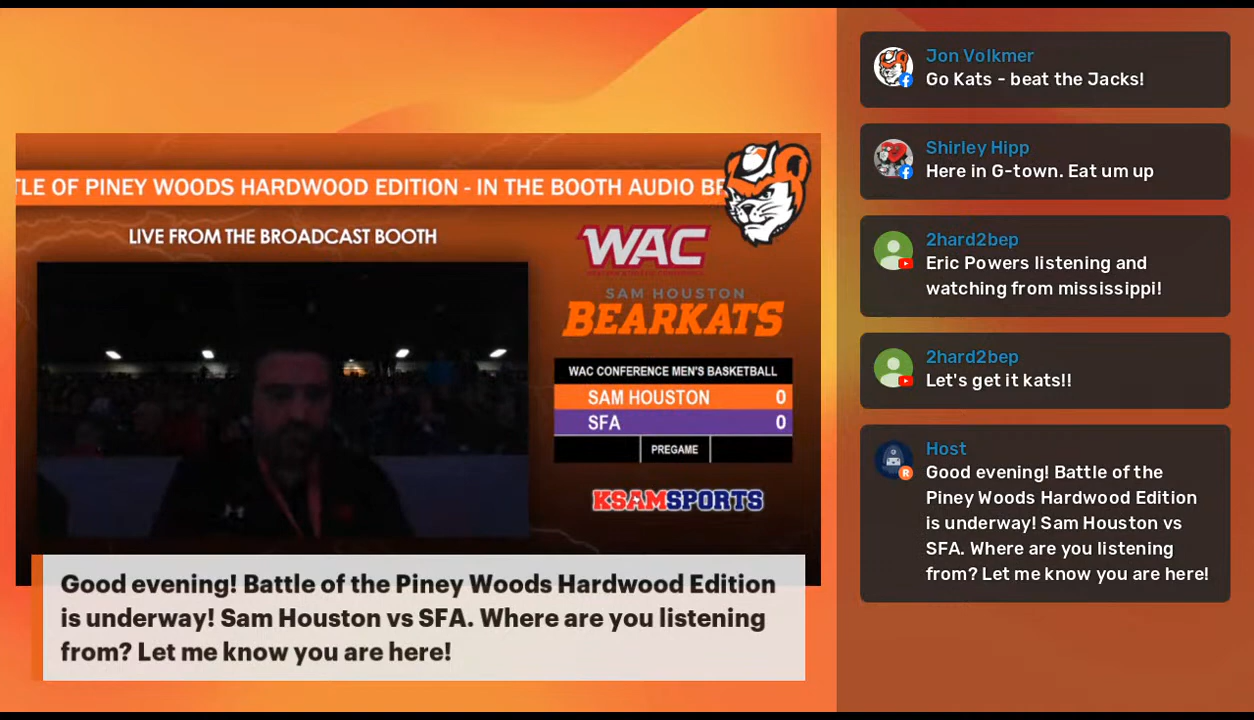 TLE OF PINEY WOODS HARDWOOD EDITION - IN THE BOOTH AUDIO BR
LIVE FROM THE BROADCAST BOOTH
WAC
SAM HOUSTON
BEARKATS
WAC CONFERENCE MEN'S BASKETBALL
SAM HOUSTON 0
SFA 0
PREGAME
KSAMSPORTS
Good evening! Battle of the Piney Woods Hardwood Edition
is underway! Sam Houston vs SFA. Where are you listening
from? Let me know you are here!
Jon Volkmer
Go Kats - beat the Jacks!
Shirley Hipp
Here in G-town. Eat um up
2hard2bep
Eric Powers listening and
watching from mississippi!
2hard2bep
Let's get it kats!!
Host
Good evening! Battle of the
Piney Woods Hardwood Edition
is underway! Sam Houston vs
SFA. Where are you listening
from? Let me know you are here!